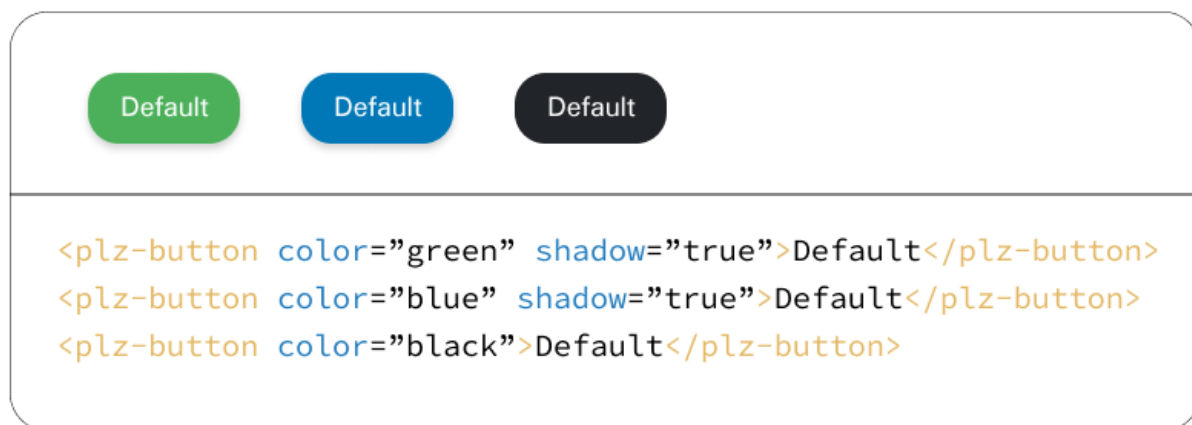 Default Default Default
<plz-button color=”green” shadow=”true”>Default</plz-button>
<plz-button color=”blue” shadow=”true”>Default</plz-button>
<plz-button color=”black”>Default</plz-button>